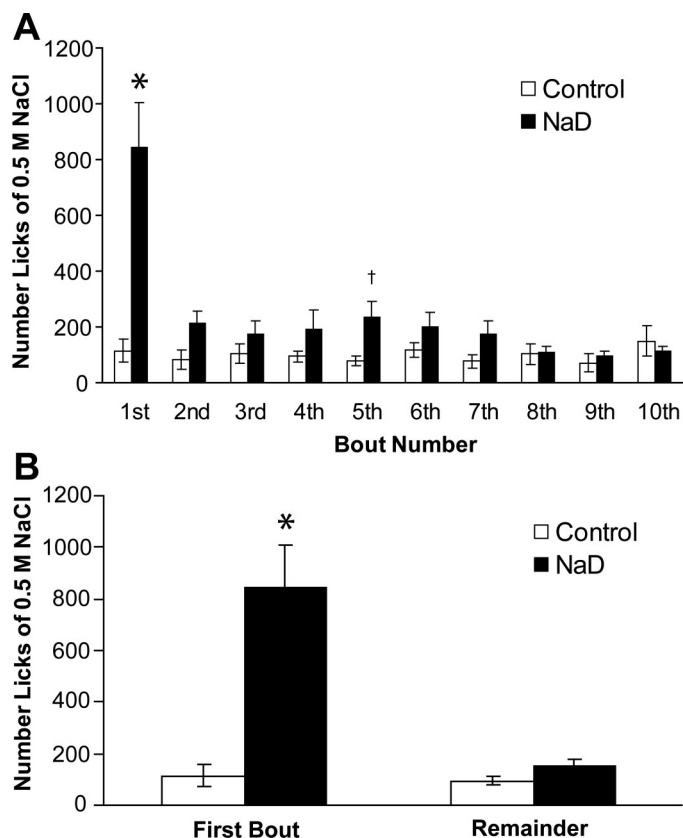 A
Number Licks of 0.5 M NaCl
1200
1000
800
600
400
200
0
*
†
Control
NaD
1st 2nd 3rd 4th 5th 6th 7th 8th 9th 10th
Bout Number
B
Number Licks of 0.5 M NaCl
1200
1000
800
600
400
200
0
*
Control
NaD
First Bout Remainder